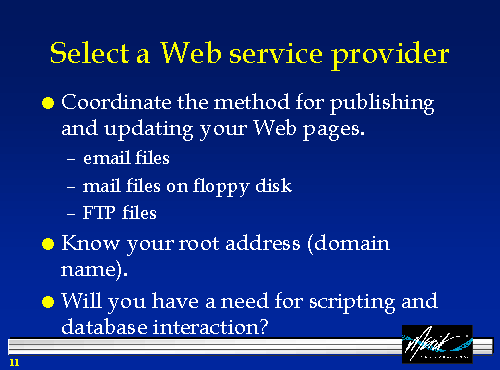 Select a Web service provider
Coordinate the method for publishing
and updating your Web pages.
– email files
– mail files on floppy disk
– FTP files
Know your root address (domain
name).
Will you have a need for scripting and
database interaction?
11